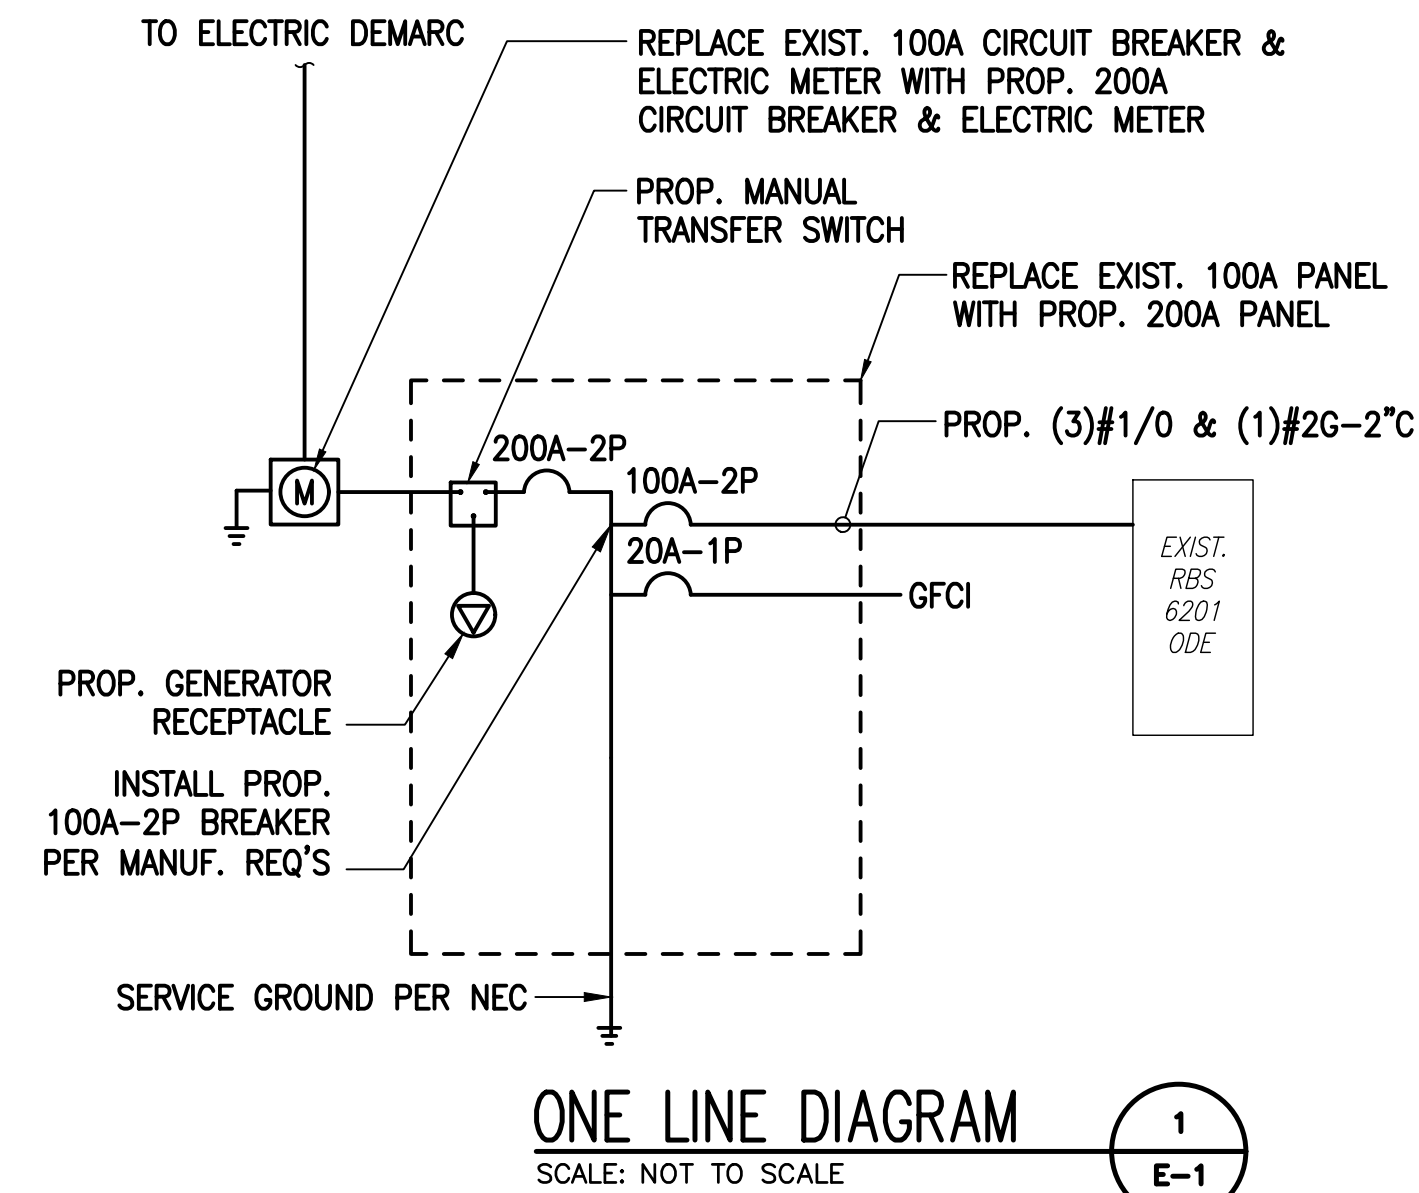 TO ELECTRIC DEMARC
REPLACE EXIST. 100A CIRCUIT BREAKER &
ELECTRIC METER WITH PROP. 200A
CIRCUIT BREAKER & ELECTRIC METER
PROP. MANUAL
TRANSFER SWITCH
REPLACE EXIST. 100A PANEL
WITH PROP. 200A PANEL
PROP. (3)#1/0 & (1)#2G-2"C
200A-2P
100A-2P
M
20A-1P
GFCI
EXIST.
RBS
6201
ODE
PROP. GENERATOR
RECEPTACLE
INSTALL PROP.
100A-2P BREAKER
PER MANUF. REQ'S
SERVICE GROUND PER NEC
ONE LINE DIAGRAM
SCALE: NOT TO SCALE
1
E-1